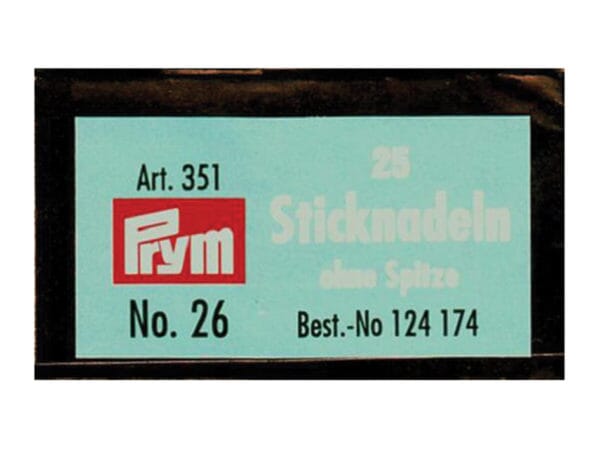 Art. 351
Prym
No. 26
25
Sticknadeln
ohne Spitze
Best.-No 124 174